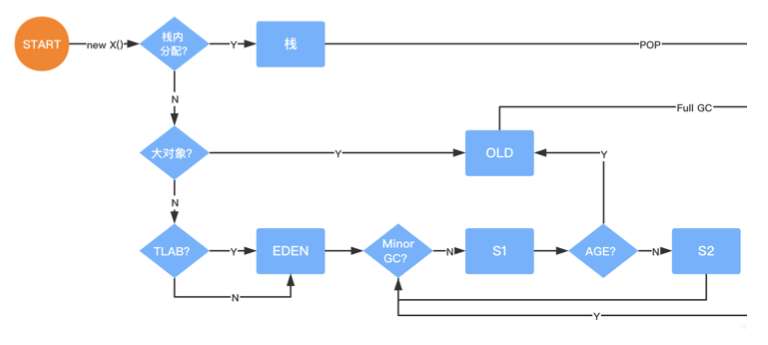 START
new X()
栈内
分配?
Y
栈
POP
N
Full GC
大对象?
Y
OLD
Y
N
TLAB?
Y
EDEN
Minor
GC?
N
S1
AGE?
N
S2
N
Y